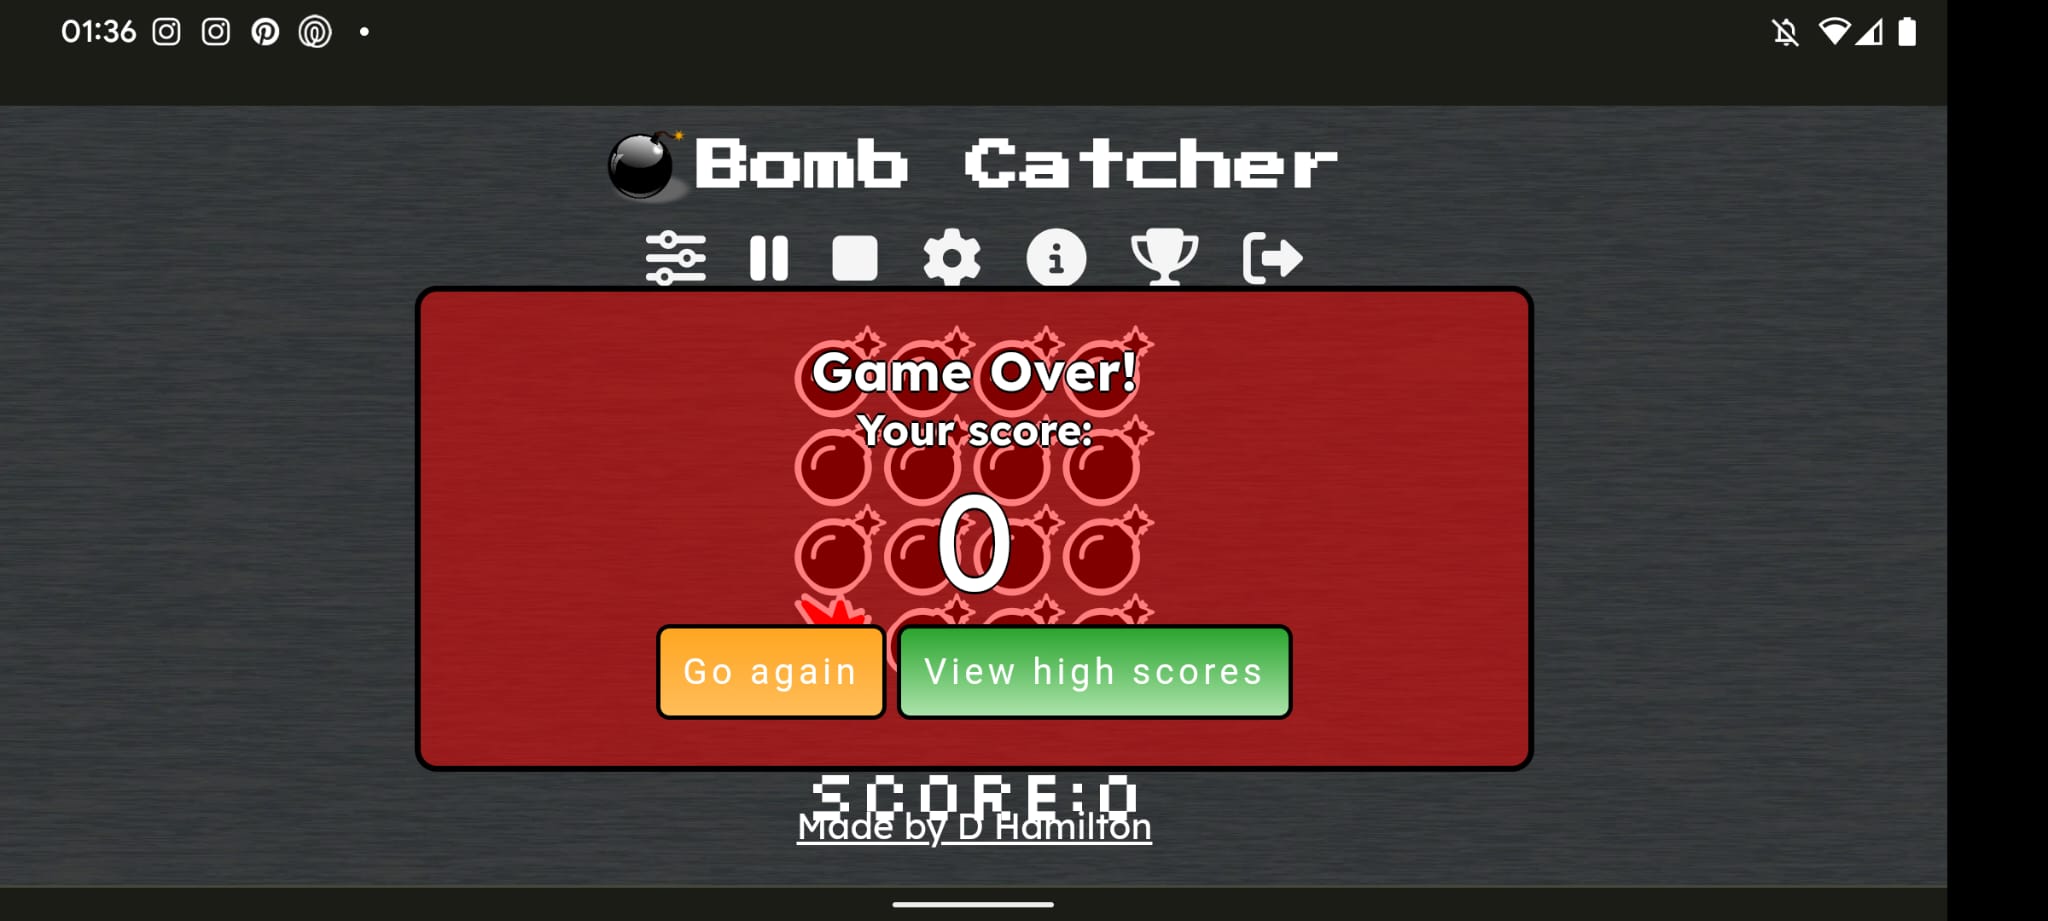 01:36
Bomb Catcher
Game Over!
Your score:
0
Go again
View high scores
SCORE:0
Made by D Hamilton